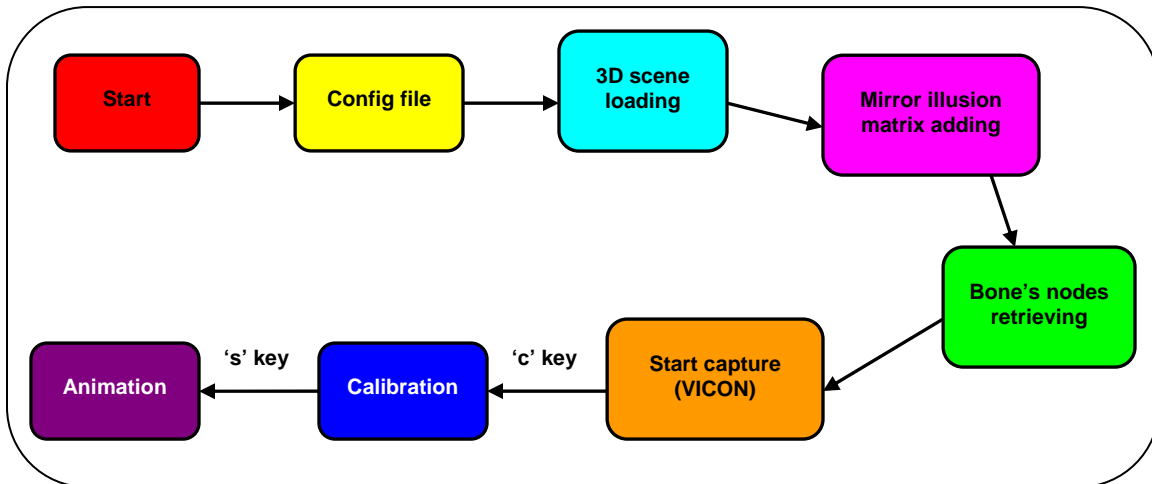 Start
Config file
3D scene
loading
Mirror illusion
matrix adding
Bone’s nodes
retrieving
Start capture
(VICON)
‘c’ key
Calibration
‘s’ key
Animation